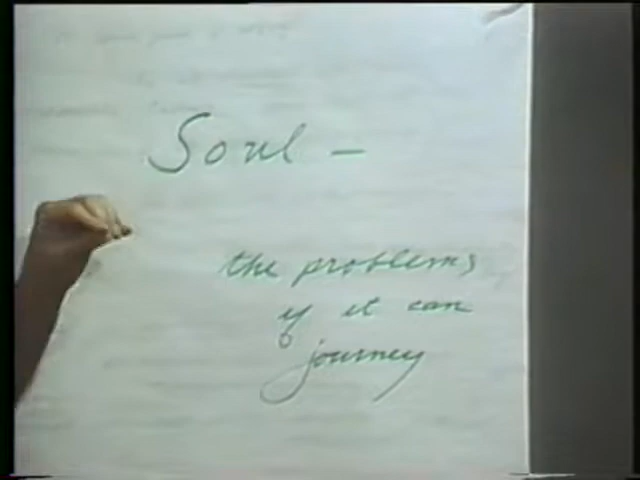 Soul –
the problems
if it can
journey